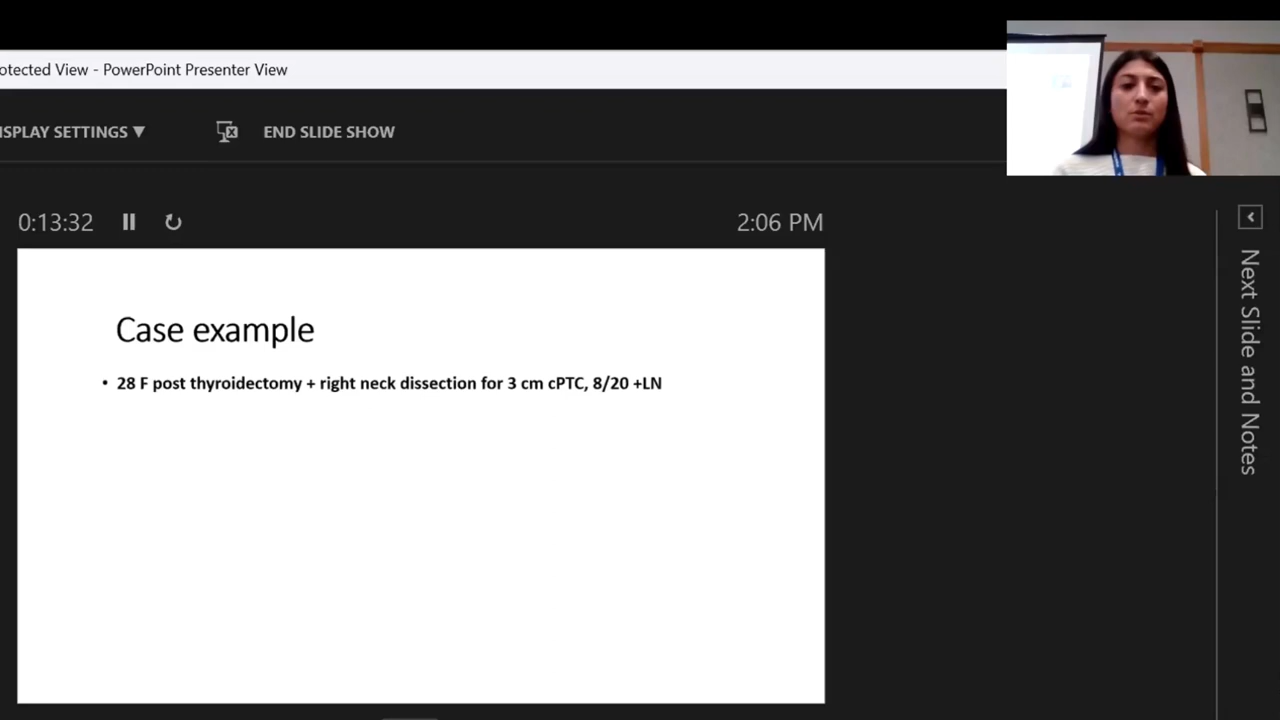 otected View - PowerPoint Presenter View
ISPLAY SETTINGS ▼
END SLIDE SHOW
0:13:32
2:06 PM
Case example
• 28 F post thyroidectomy + right neck dissection for 3 cm cPTC, 8/20 +LN
Next Slide and Notes